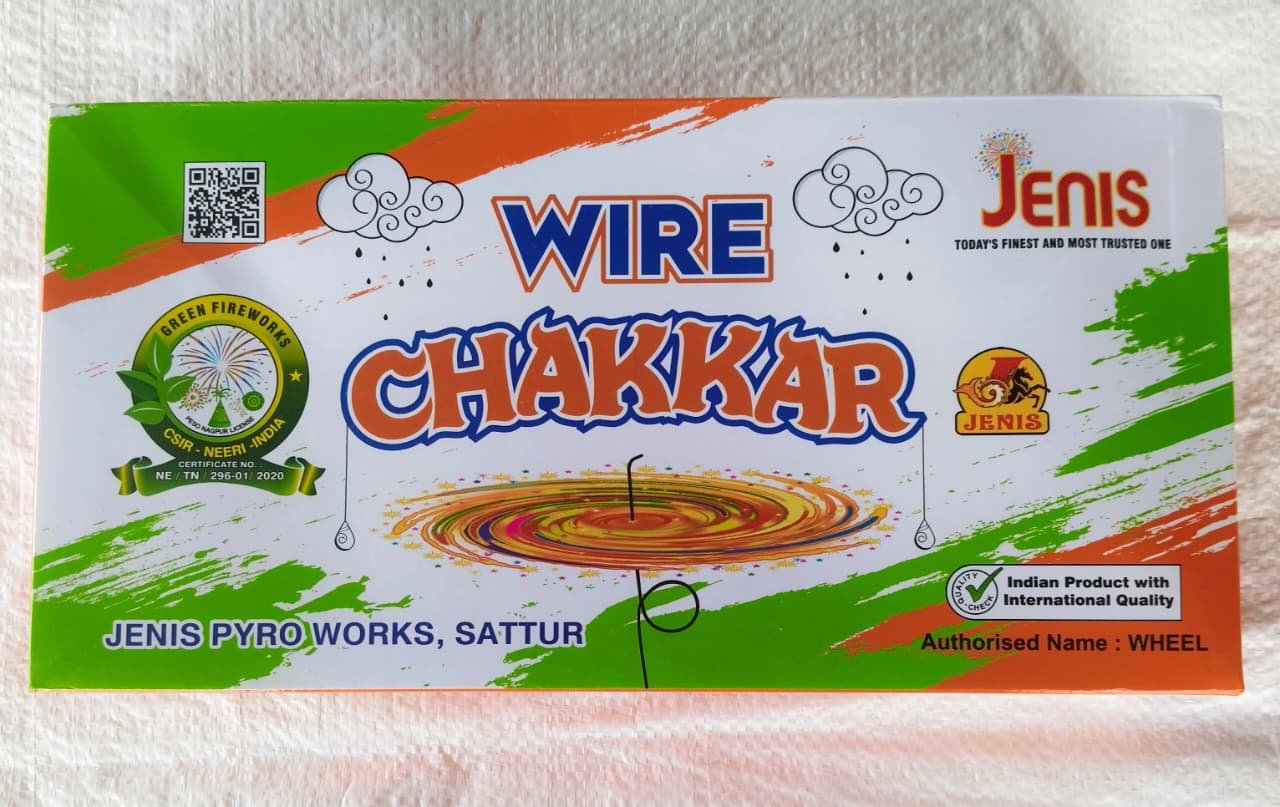 WIRE
CHAKKAR
JENIS
TODAY'S FINEST AND MOST TRUSTED ONE
GREEN FIREWORKS
PESO NAGPUR LICENSE
CSIR - NEERI - INDIA
CERTIFICATE NO. :
NE / TN / 296-01/ 2020
JENIS
QUALITY
CHECK
Indian Product with
International Quality
JENIS PYRO WORKS, SATTUR
Authorised Name : WHEEL